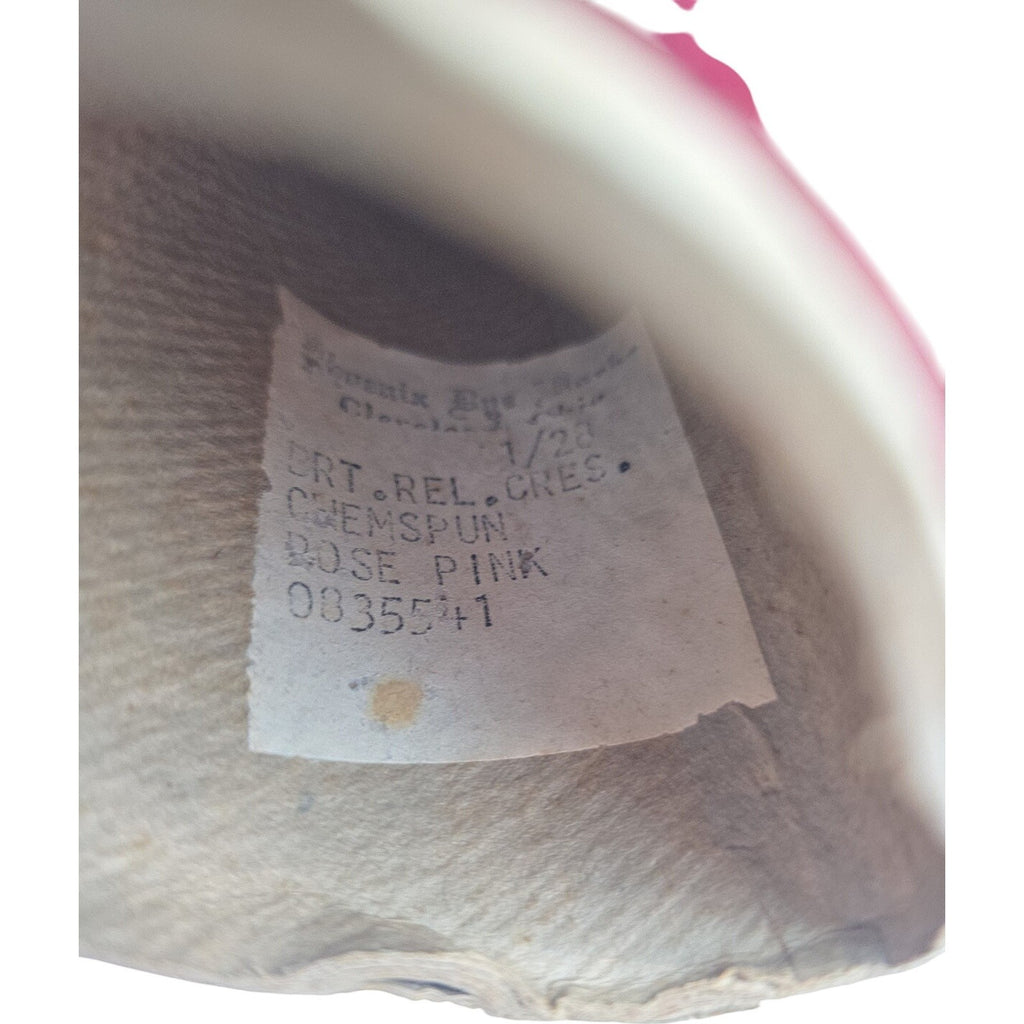 Phoenix Dye Works
Cleveland Ohio
1/28
CRT.REL.CRES.
CHEMSPUN
ROSE PINK
0835541